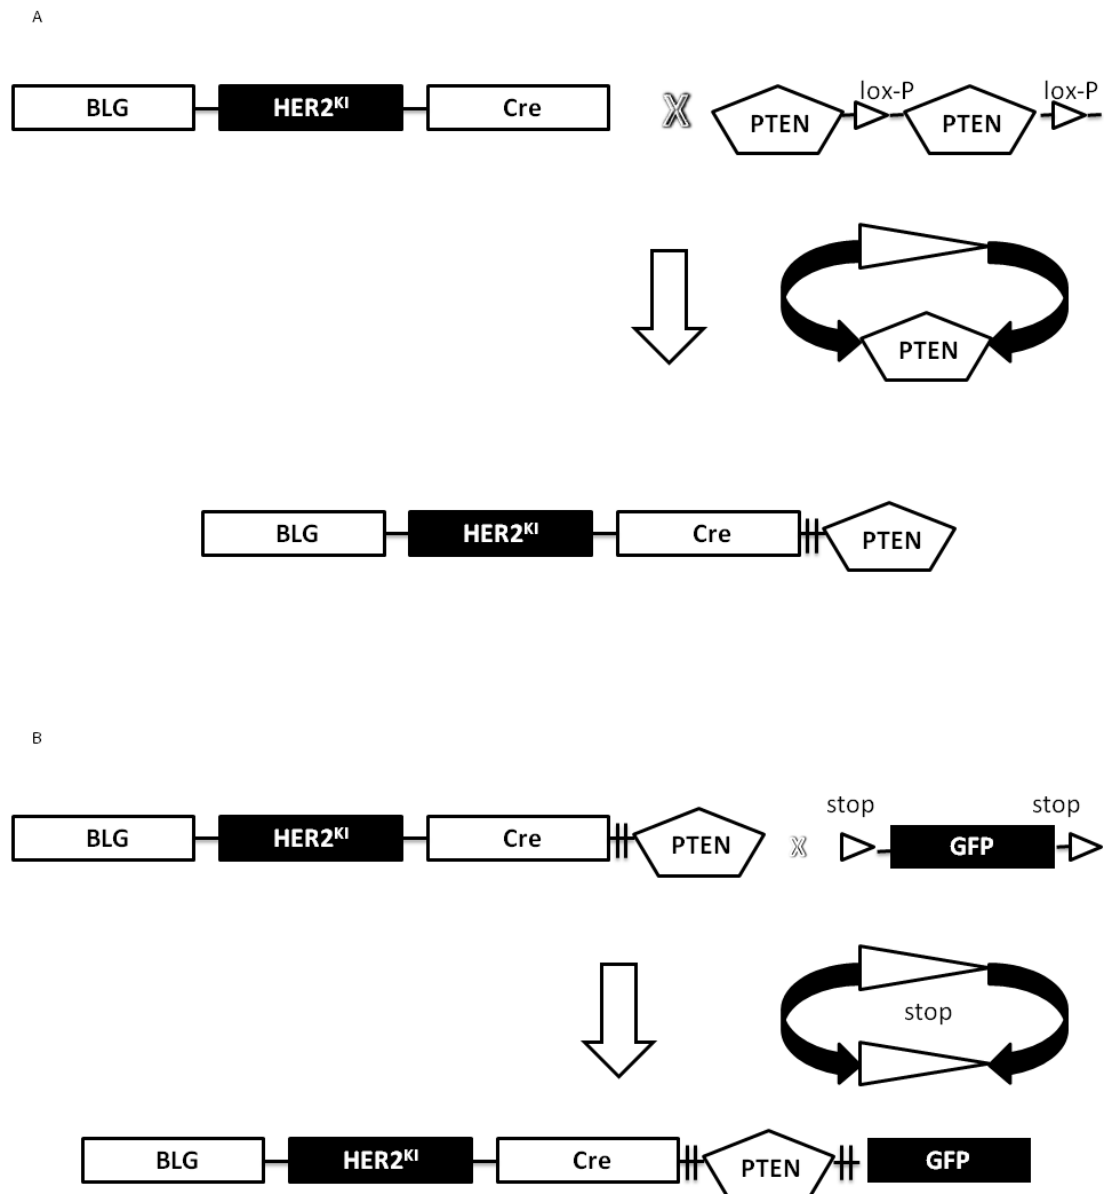 A
lox-P lox-P
BLG HER2ᴷᴵ Cre X PTEN PTEN
PTEN
BLG HER2ᴷᴵ Cre PTEN
B
stop stop
BLG HER2ᴷᴵ Cre PTEN X GFP
stop
BLG HER2ᴷᴵ Cre PTEN GFP